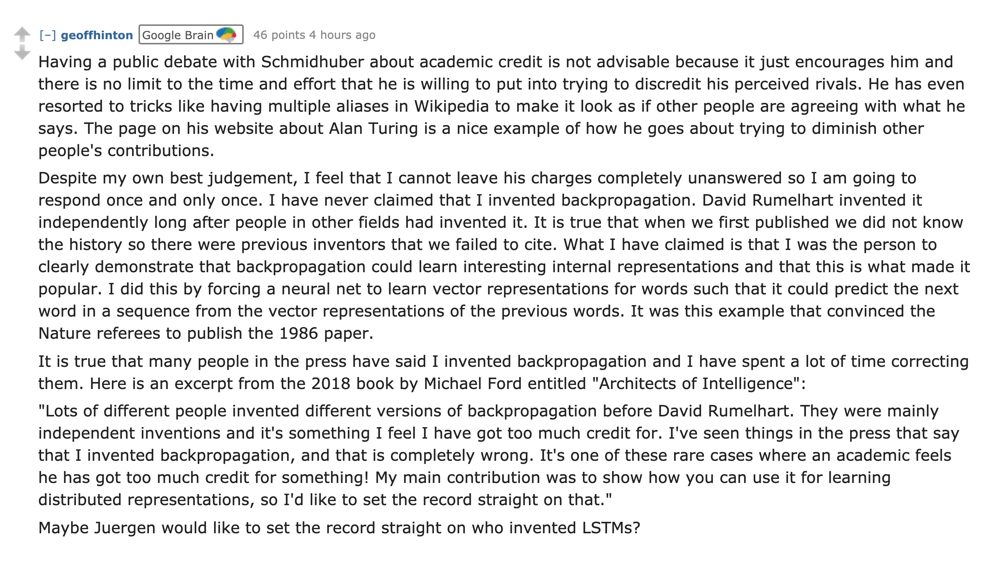 [–] geoffhinton Google Brain 46 points 4 hours ago
Having a public debate with Schmidhuber about academic credit is not advisable because it just encourages him and
there is no limit to the time and effort that he is willing to put into trying to discredit his perceived rivals. He has even
resorted to tricks like having multiple aliases in Wikipedia to make it look as if other people are agreeing with what he
says. The page on his website about Alan Turing is a nice example of how he goes about trying to diminish other
people's contributions.
Despite my own best judgement, I feel that I cannot leave his charges completely unanswered so I am going to
respond once and only once. I have never claimed that I invented backpropagation. David Rumelhart invented it
independently long after people in other fields had invented it. It is true that when we first published we did not know
the history so there were previous inventors that we failed to cite. What I have claimed is that I was the person to
clearly demonstrate that backpropagation could learn interesting internal representations and that this is what made it
popular. I did this by forcing a neural net to learn vector representations for words such that it could predict the next
word in a sequence from the vector representations of the previous words. It was this example that convinced the
Nature referees to publish the 1986 paper.
It is true that many people in the press have said I invented backpropagation and I have spent a lot of time correcting
them. Here is an excerpt from the 2018 book by Michael Ford entitled "Architects of Intelligence":
"Lots of different people invented different versions of backpropagation before David Rumelhart. They were mainly
independent inventions and it's something I feel I have got too much credit for. I've seen things in the press that say
that I invented backpropagation, and that is completely wrong. It's one of these rare cases where an academic feels
he has got too much credit for something! My main contribution was to show how you can use it for learning
distributed representations, so I'd like to set the record straight on that."
Maybe Juergen would like to set the record straight on who invented LSTMs?